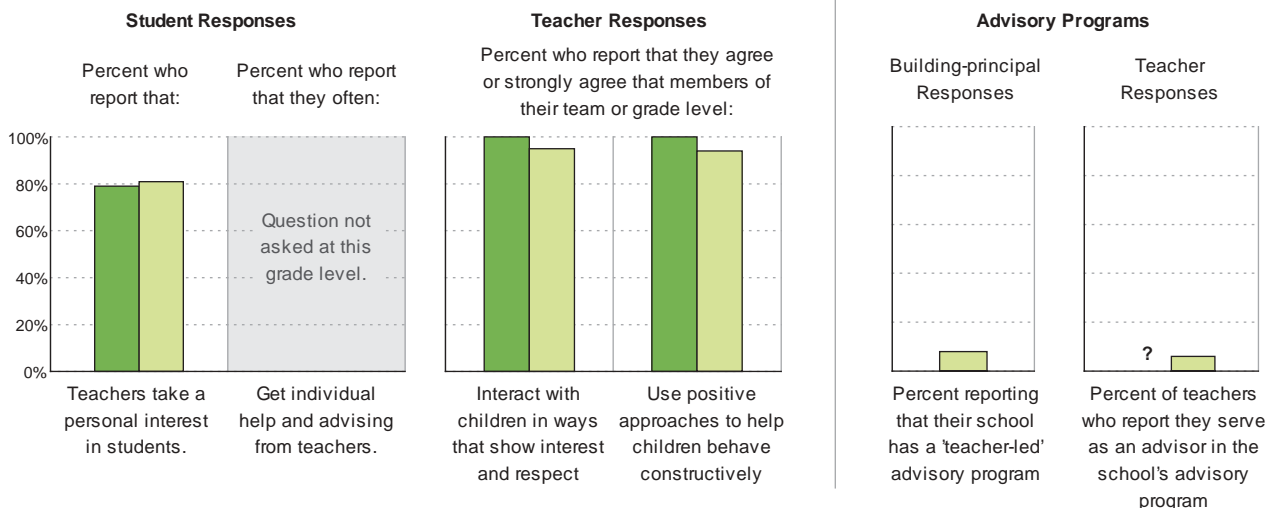 Student Responses
Percent who
report that:
Percent who report
that they often:
100%
80%
60%
40%
20%
0%
Question not
asked at this
grade level.
Teachers take a
personal interest
in students.
Get individual
help and advising
from teachers.
Teacher Responses
Percent who report that they agree
or strongly agree that members of
their team or grade level:
Interact with
children in ways
that show interest
and respect
Use positive
approaches to help
children behave
constructively
Advisory Programs
Building-principal
Responses
Teacher
Responses
?
Percent reporting
that their school
has a 'teacher-led’
advisory program
Percent of teachers
who report they serve
as an advisor in the
school’s advisory
program